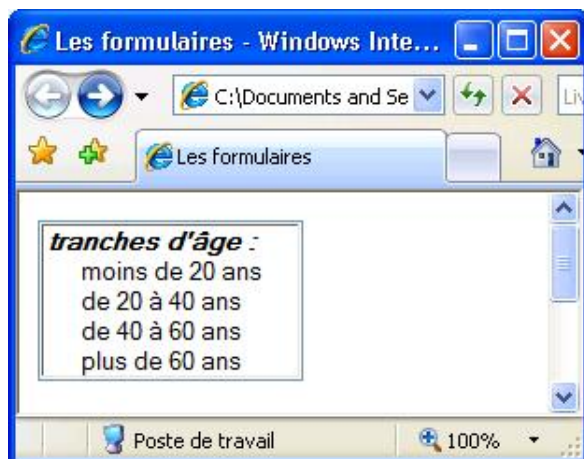 Les formulaires - Windows Inte...
C:\Documents and Se
Les formulaires
tranches d'âge :
moins de 20 ans
de 20 à 40 ans
de 40 à 60 ans
plus de 60 ans
Poste de travail 100%